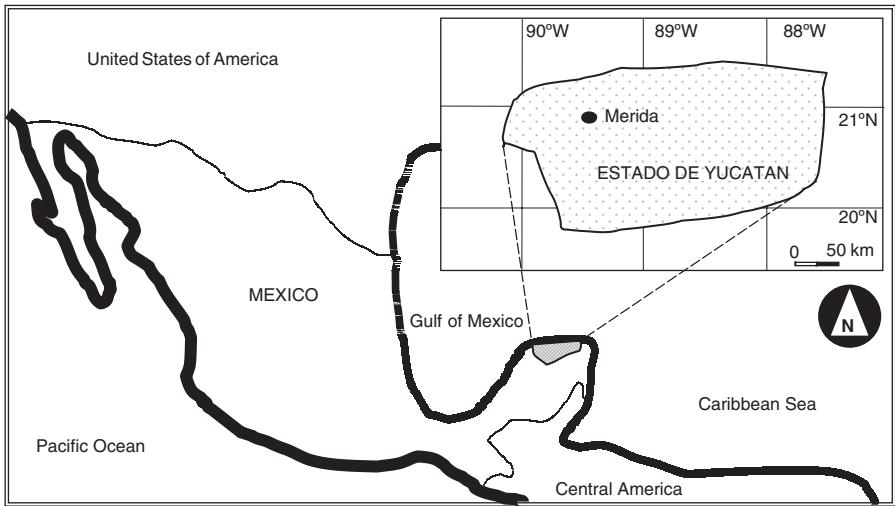 United States of America
90ºW 89ºW 88ºW
Merida
21ºN
ESTADO DE YUCATAN
20ºN
0 50 km
MEXICO
Gulf of Mexico
N
Caribbean Sea
Pacific Ocean
Central America